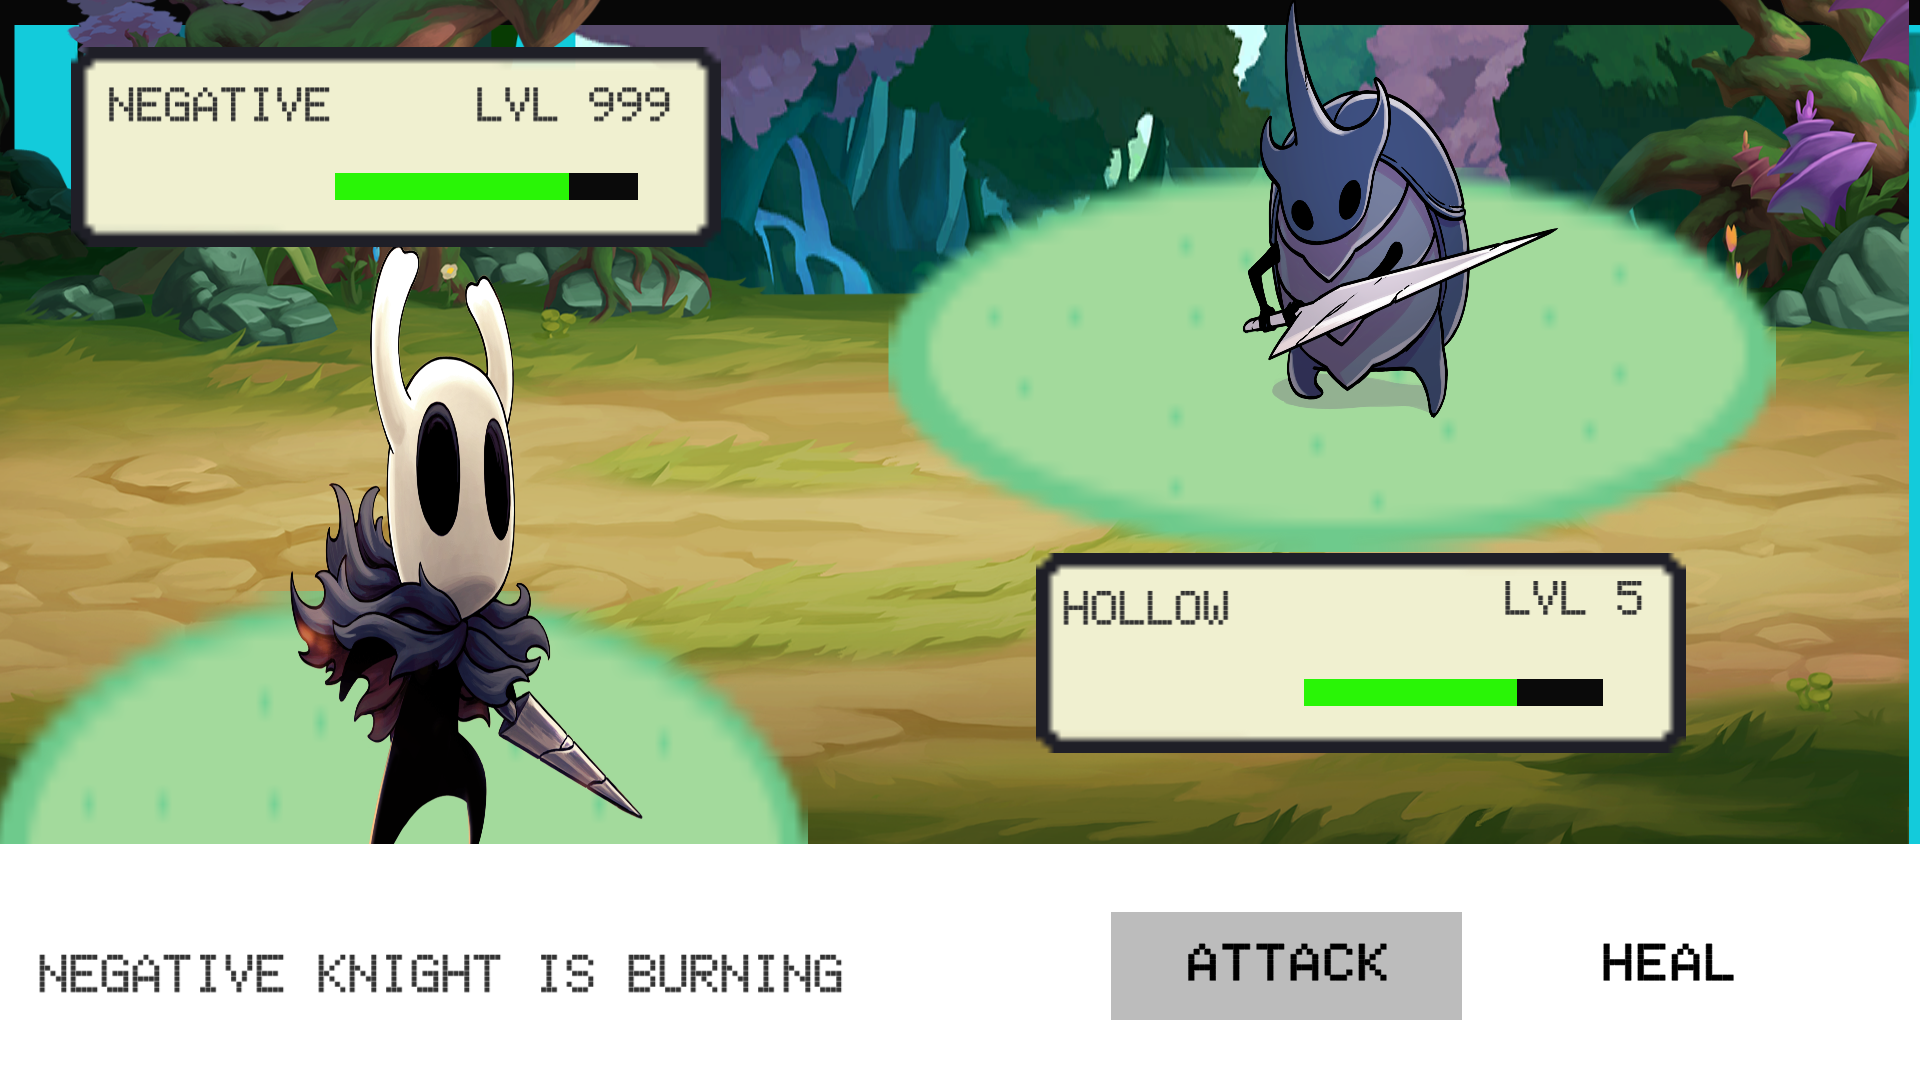 NEGATIVE LVL 999
HOLLOW LVL 5
NEGATIVE KNIGHT IS BURNING
ATTACK
HEAL